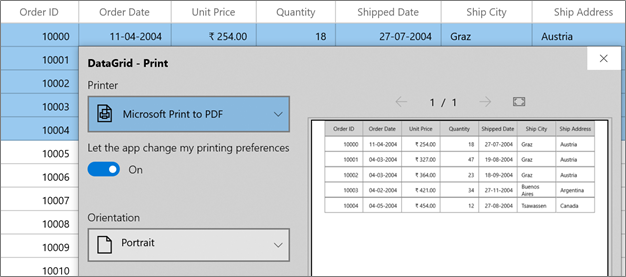 Order ID Order Date Unit Price Quantity Shipped Date Ship City Ship Address
10000 11-04-2004 ₹ 254.00 18 27-07-2004 Graz Austria
10001
10002
10003
10004
10005
10006
10007
10008
10009
10010
DataGrid - Print
Printer
Microsoft Print to PDF
Let the app change my printing preferences
On
Orientation
Portrait
1 / 1
Order ID Order Date Unit Price Quantity Shipped Date Ship City Ship Address
10000 11-04-2004 ₹ 254.00 18 27-07-2004 Graz Austria
10001 04-03-2004 ₹ 327.00 47 19-08-2004 Graz Austria
10002 04-03-2004 ₹ 364.00 23 18-09-2004 Graz Austria
10003 04-02-2004 ₹ 421.00 34 27-11-2004 Buenos Aires Argentina
10004 04-05-2004 ₹ 454.00 12 27-08-2004 Tsawassen Canada